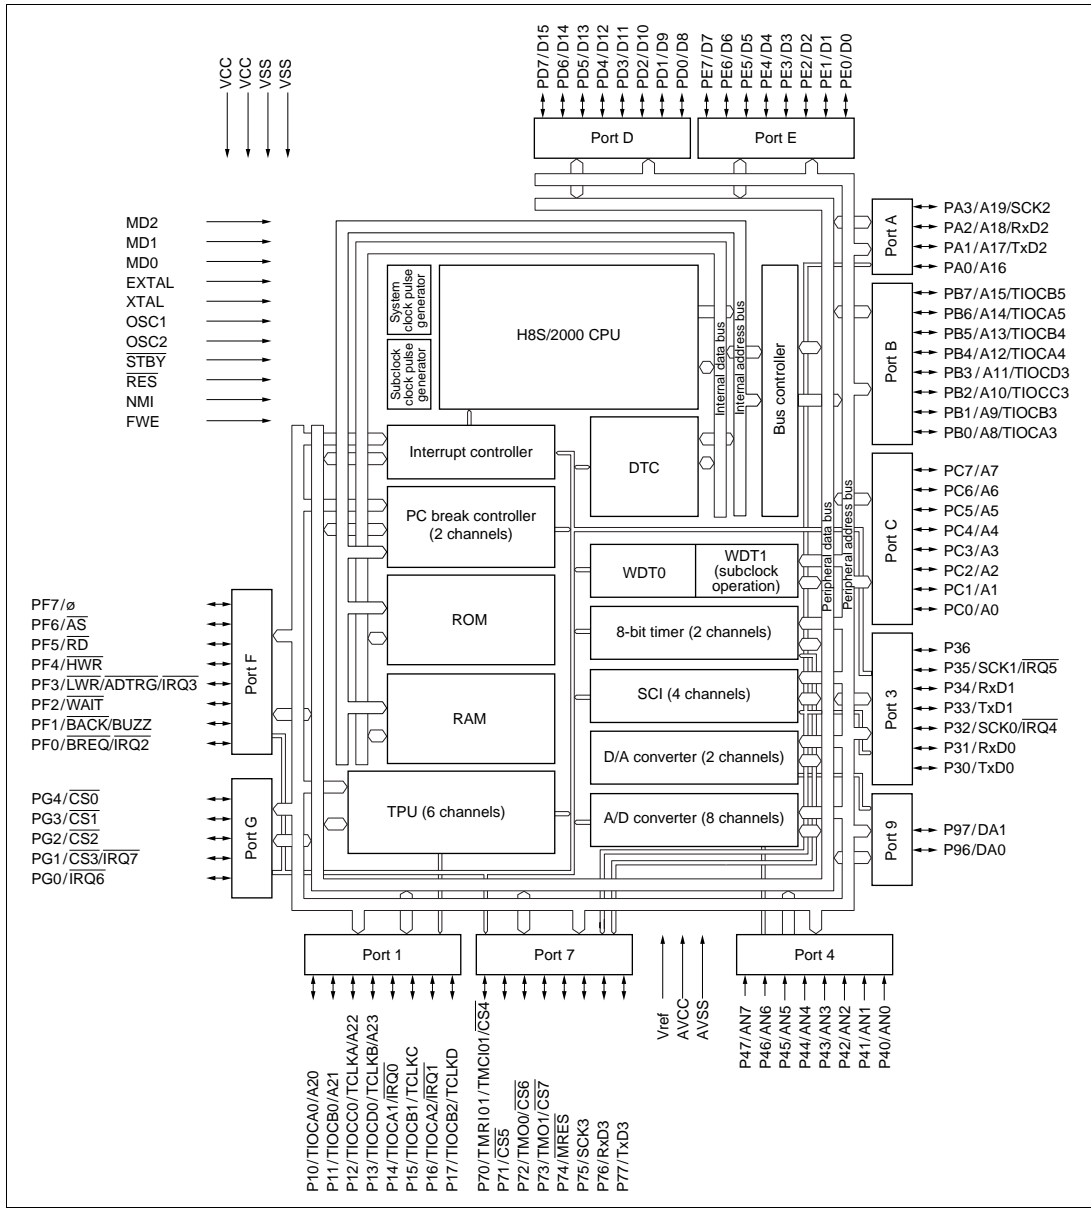 VCC
VCC
VSS
VSS
PD7/D15
PD6/D14
PD5/D13
PD4/D12
PD3/D11
PD2/D10
PD1/D9
PD0/D8
PE7/D7
PE6/D6
PE5/D5
PE4/D4
PE3/D3
PE2/D2
PE1/D1
PE0/D0
Port D
Port E
MD2
MD1
MD0
EXTAL
XTAL
OSC1
OSC2
STBY
RES
NMI
FWE
Port A
PA3/A19/SCK2
PA2/A18/RxD2
PA1/A17/TxD2
PA0/A16
System
clock pulse
generator
Subclock
clock pulse
generator
H8S/2000 CPU
Internal data bus
Internal address bus
Bus controller
Port B
PB7/A15/TIOCB5
PB6/A14/TIOCA5
PB5/A13/TIOCB4
PB4/A12/TIOCA4
PB3/A11/TIOCD3
PB2/A10/TIOCC3
PB1/A9/TIOCB3
PB0/A8/TIOCA3
Interrupt controller
DTC
PC break controller
(2 channels)
Peripheral data bus
Peripheral address bus
Port C
PC7/A7
PC6/A6
PC5/A5
PC4/A4
PC3/A3
PC2/A2
PC1/A1
PC0/A0
WDT0
WDT1
(subclock
operation)
ROM
8-bit timer (2 channels)
RAM
SCI (4 channels)
D/A converter (2 channels)
TPU (6 channels)
A/D converter (8 channels)
PF7/ø
PF6/AS
PF5/RD
PF4/HWR
PF3/LWR/ADTRG/IRQ3
PF2/WAIT
PF1/BACK/BUZZ
PF0/BREQ/IRQ2
Port F
Port 3
P36
P35/SCK1/IRQ5
P34/RxD1
P33/TxD1
P32/SCK0/IRQ4
P31/RxD0
P30/TxD0
PG4/CS0
PG3/CS1
PG2/CS2
PG1/CS3/IRQ7
PG0/IRQ6
Port G
Port 9
P97/DA1
P96/DA0
Port 1
Port 7
Port 4
P10/TIOCA0/A20
P11/TIOCB0/A21
P12/TIOCC0/TCLKA/A22
P13/TIOCD0/TCLKB/A23
P14/TIOCA1/IRQ0
P15/TIOCB1/TCLKC
P16/TIOCA2/IRQ1
P17/TIOCB2/TCLKD
P70/TMRI01/TMCI01/CS4
P71/CS5
P72/TMO0/CS6
P73/TMO1/CS7
P74/MRES
P75/SCK3
P76/RxD3
P77/TxD3
Vref
AVCC
AVSS
P47/AN7
P46/AN6
P45/AN5
P44/AN4
P43/AN3
P42/AN2
P41/AN1
P40/AN0